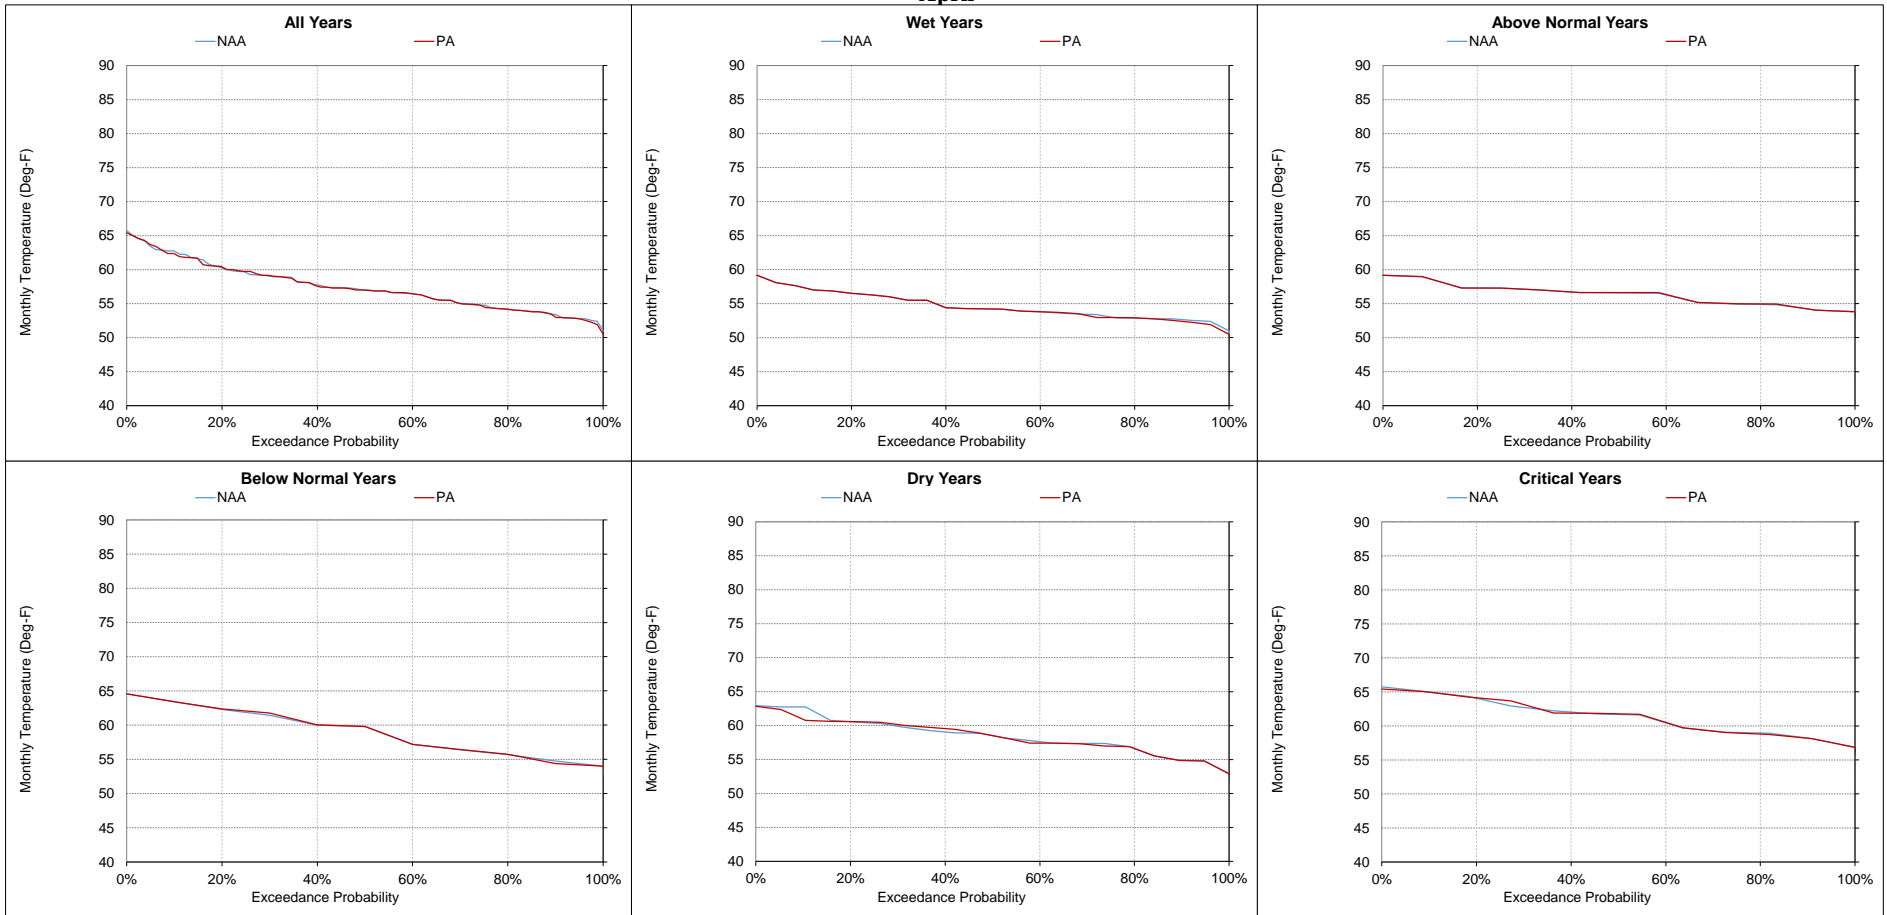 All Years
NAA PA
90
85
80
75
70
65
60
55
50
45
40
Monthly Temperature (Deg-F)
0% 20% 40% 60% 80% 100%
Exceedance Probability
Wet Years
NAA PA
90
85
80
75
70
65
60
55
50
45
40
Monthly Temperature (Deg-F)
0% 20% 40% 60% 80% 100%
Exceedance Probability
Above Normal Years
NAA PA
90
85
80
75
70
65
60
55
50
45
40
Monthly Temperature (Deg-F)
0% 20% 40% 60% 80% 100%
Exceedance Probability
Below Normal Years
NAA PA
90
85
80
75
70
65
60
55
50
45
40
Monthly Temperature (Deg-F)
0% 20% 40% 60% 80% 100%
Exceedance Probability
Dry Years
NAA PA
90
85
80
75
70
65
60
55
50
45
40
Monthly Temperature (Deg-F)
0% 20% 40% 60% 80% 100%
Exceedance Probability
Critical Years
NAA PA
90
85
80
75
70
65
60
55
50
45
40
Monthly Temperature (Deg-F)
0% 20% 40% 60% 80% 100%
Exceedance Probability